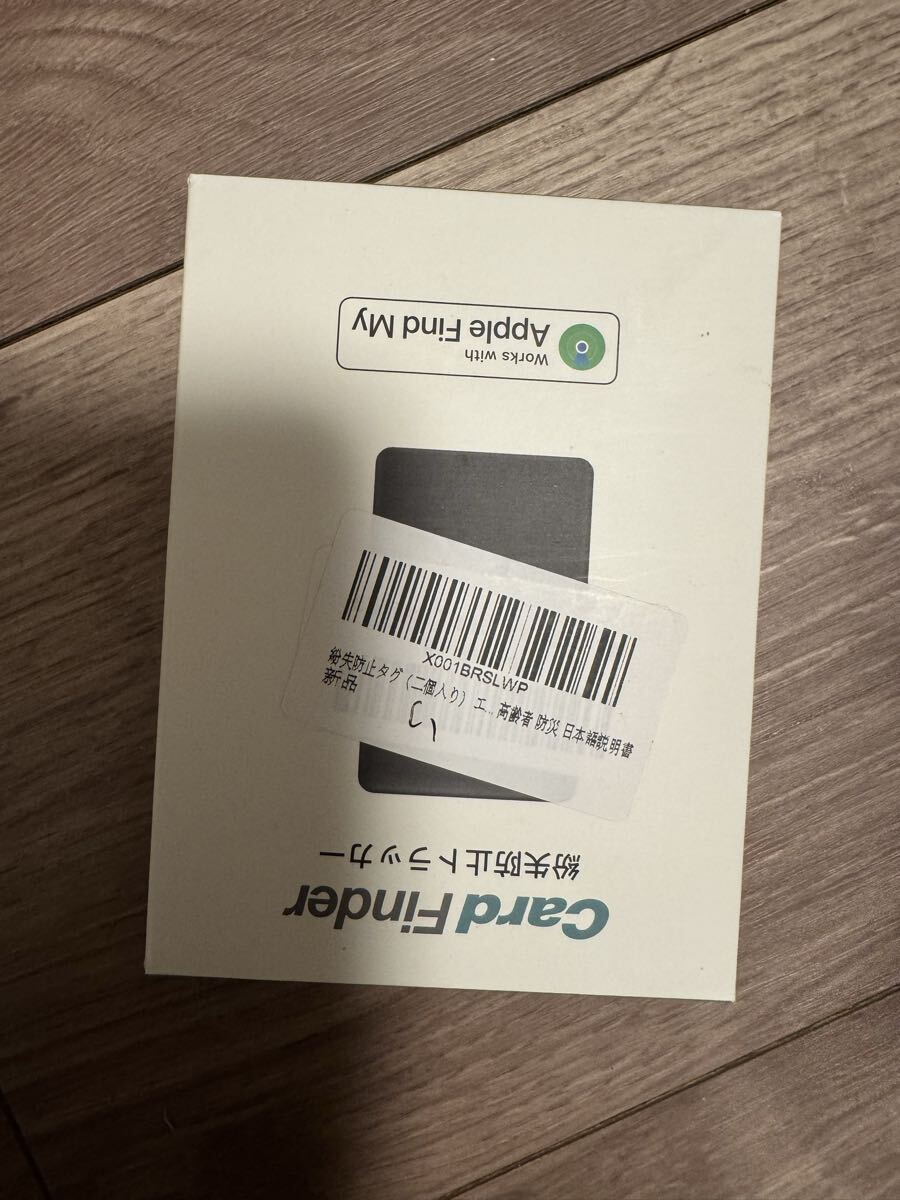 Card Finder
紛失防止トラッカー
X001BRSLWP
紛失防止タグ（二個入り） エ... 高齢者 防災 日本語説明書
新品
Works with
Apple Find My